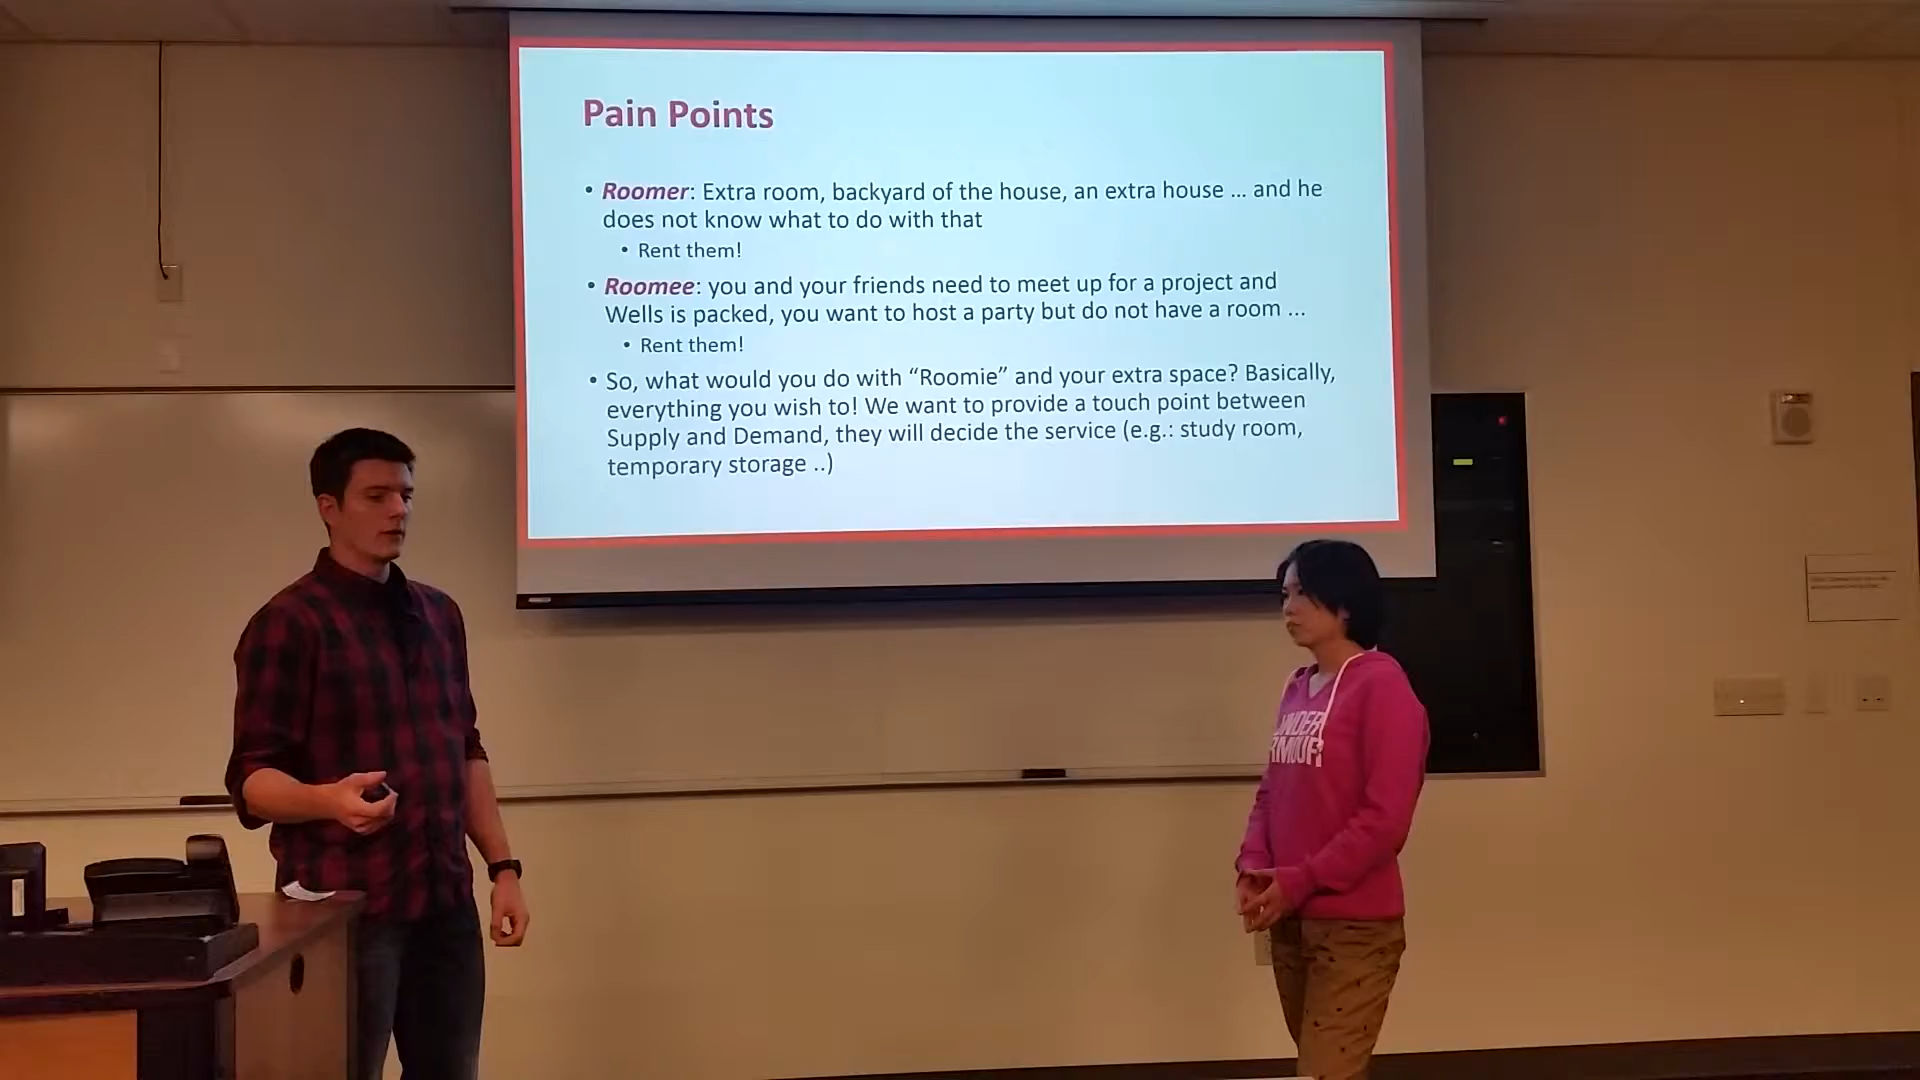 Pain Points
• Roomer: Extra room, backyard of the house, an extra house ... and he
does not know what to do with that
• Rent them!
• Roomee: you and your friends need to meet up for a project and
Wells is packed, you want to host a party but do not have a room ...
• Rent them!
• So, what would you do with “Roomie” and your extra space? Basically,
everything you wish to! We want to provide a touch point between
Supply and Demand, they will decide the service (e.g.: study room,
temporary storage ..)
UNDER
ARMOUR